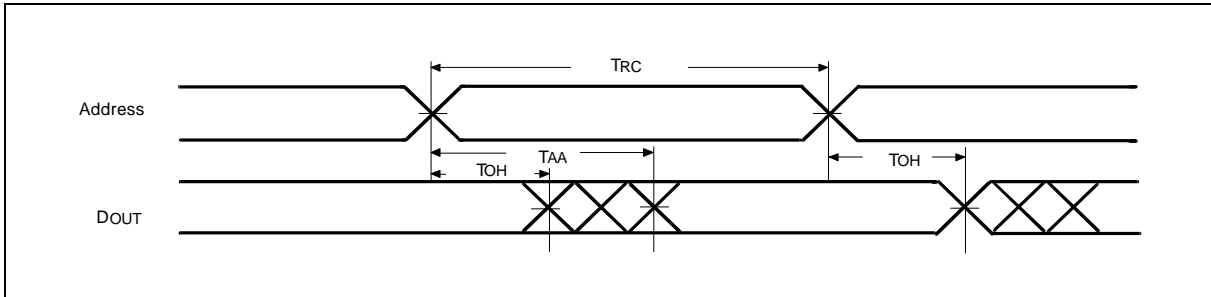 TRC
Address
TAA
TOH
TOH
DOUT